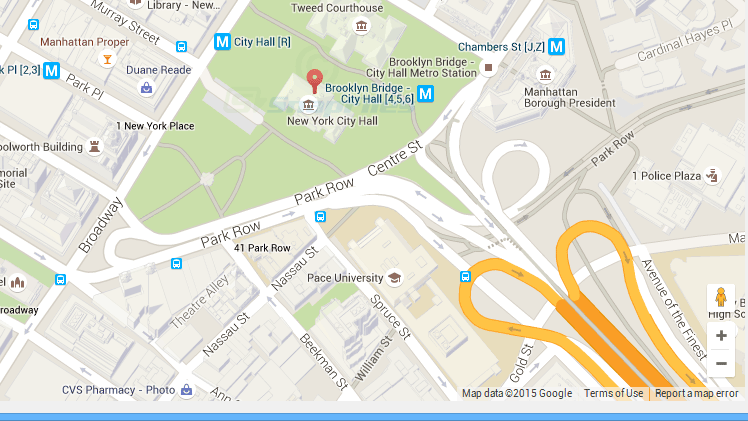 Library - New...
Tweed Courthouse
Murray Street
Manhattan Proper
City Hall [R]
Chambers St [J,Z]
Cardinal Hayes Pl
Brooklyn Bridge -
City Hall Metro Station
Pk Pl [2,3]
Duane Reade
Park Pl
Brooklyn Bridge -
City Hall [4,5,6]
Manhattan
Borough President
New York City Hall
1 New York Place
oolworth Building
Centre St
Park Row
1 Police Plaza
morial
Site
Park Row
Broadway
Park Row
41 Park Row
Ma
Nassau St
Pace University
Theatre Alley
Avenue of the Finest
el
roadway
Spruce St
y B
High Sc
Nassau St
Beekman St
William St
Gold St
CVS Pharmacy - Photo
Ann
Map data ©2015 Google Terms of Use Report a map error